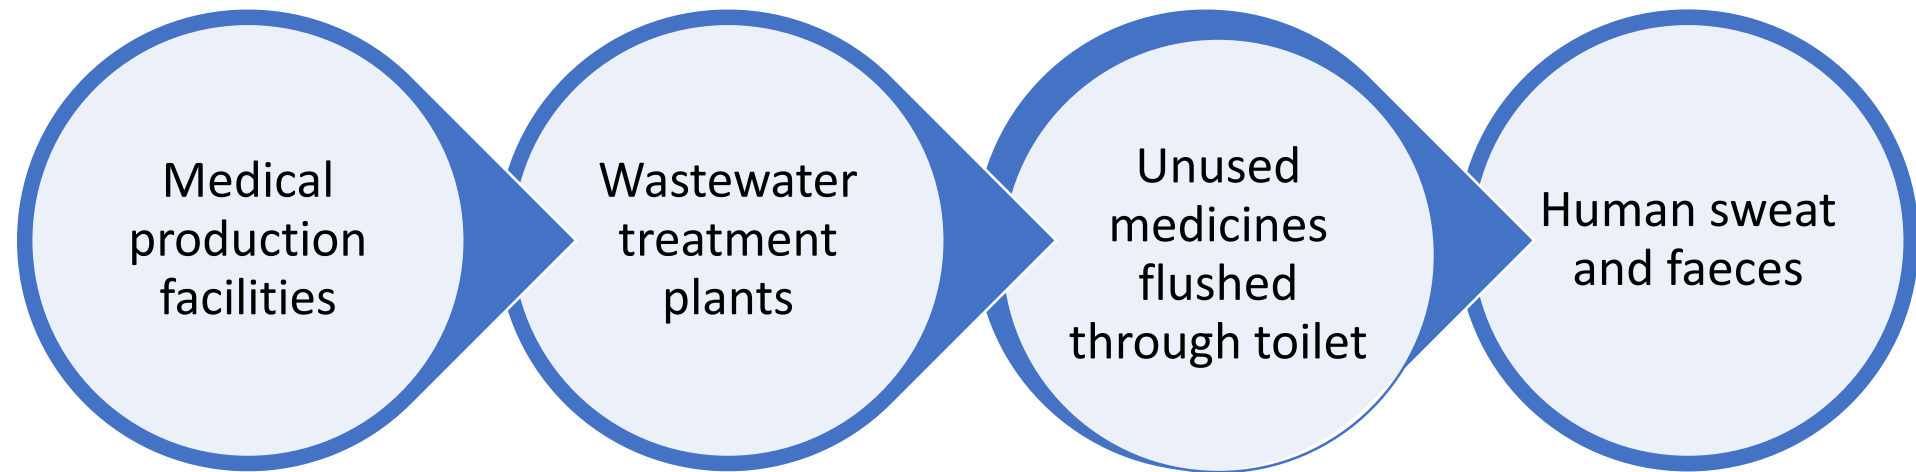 Medical
production
facilities
Wastewater
treatment
plants
Unused
medicines
flushed
through toilet
Human sweat
and faeces